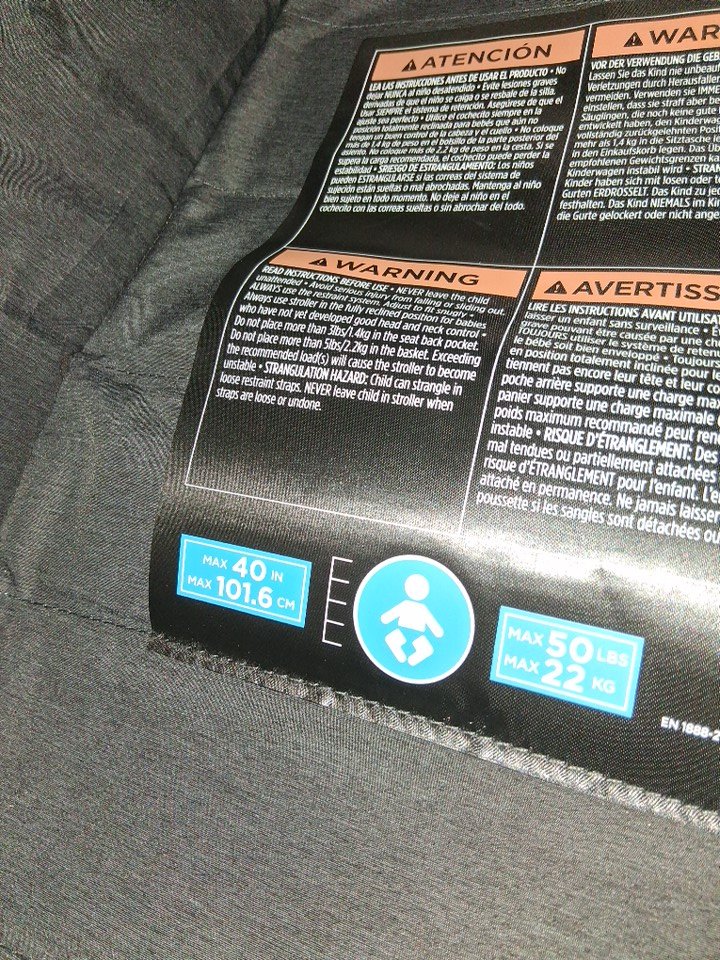 ATENCIÓN
LEA LAS INSTRUCCIONES ANTES DE USAR EL PRODUCTO • No
dejar NUNCA al niño desatendido • Evite lesiones graves
derivadas de que el niño se caiga o se resbale de la silla.
Usar SIEMPRE el sistema de retención. Asegúrese de que el
ajuste sea perfecto • Utilice el cochecito siempre en la
posición totalmente reclinada para bebés que aún no
tengan un buen control de la cabeza y el cuello • No coloque
más de 1,4 kg de peso en el bolsillo de la parte posterior del
asiento. No coloque más de 2,2 kg de peso en la cesta. Si se
supera la carga recomendada, el cochecito puede perder la
estabilidad • SRIESGO DE ESTRANGULAMIENTO: Los niños
pueden ESTRANGULARSE si las correas del sistema de
sujeción están sueltas o mal abrochadas. Mantenga al niño
bien sujeto en todo momento. No deje al niño en el
cochecito con las correas sueltas o sin abrochar del todo.
WAR
VOR DER VERWENDUNG DIE GEB
Lassen Sie das Kind nie unbeauf
Verletzungen durch Herausfaller
vermeiden. Verwenden sie IMME
einstellen, dass sie straff aber be
Säuglingen, die noch keine gute
entwickelt haben, den Kinderwag
vollständig zurückgelehnten Posit
mehr als 1,4 kg in die Sitztasche
in den Einkaufskorb legen. Das Üb
empfohlenen Gewichtsgrenzen kä
Kinderwagen instabil wird • STRAN
Kinder haben sich mit losen oder te
Gurten ERDROSSELT. Das Kind zu je
festhalten. Das Kind NIEMALS im Kin
die Gurte gelockert oder nicht ange
WARNING
READ INSTRUCTIONS BEFORE USE • NEVER leave the child
unattended • Avoid serious injury from falling or sliding out.
ALWAYS use the restraint system. Adjust to fit snugly •
Always use stroller in the fully reclined position for babies
who have not yet developed good head and neck control •
Do not place more than 3lbs/1.4kg in the seat back pocket.
Do not place more than 5lbs/2.2kg in the basket. Exceeding
the recommended load(s) will cause the stroller to become
unstable • STRANGULATION HAZARD: Child can strangle in
loose restraint straps. NEVER leave child in stroller when
straps are loose or undone.
AVERTISS
LIRE LES INSTRUCTIONS AVANT UTILISAT
laisser un enfant sans surveillance • E
grave pouvant être causée par une ch
TOUJOURS utiliser le système de reten
le bébé soit bien enveloppé • Toujours
en position totalement inclinée pour l
tiennent pas encore leur tête et leur co
poche arrière supporte une charge ma
panier supporte une charge maximale
poids maximum recommandé peut ren
instable • RISQUE D'ÉTRANGLEMENT: Des
mal tendues ou partiellement attachées
risque d'ÉTRANGLEMENT pour l'enfant. L'e
attaché en permanence. Ne jamais laisser
poussette si les sangles sont détachées ou
MAX 40 IN
MAX 101.6 CM
MAX 50 LBS
MAX 22 KG
EN 1888-2